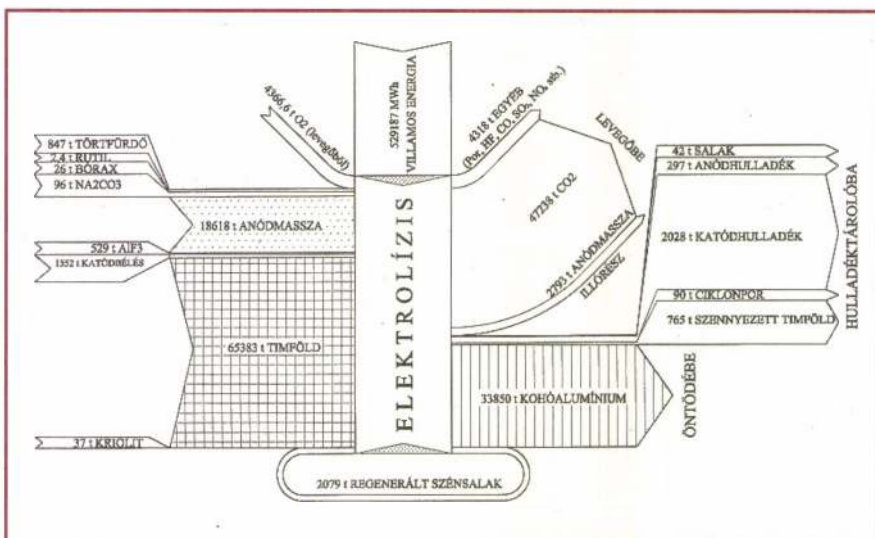 4366,6 t O2 (levegőből)
529187 MWh
VILLAMOS ENERGIA
4318 t EGYÉB
(Por, HF, CO, SO₂, NOₓ stb.)
LEVEGŐBE
847 t TÖRTFÜRDŐ
2,4 t RUTIL
26 t BÓRAX
96 t NA2CO3
18618 t ANÓDMASSZA
529 t AlF3
1352 t KATÓDBÉLÉS
65383 t TIMFÖLD
37 t KRIOLIT
ELEKTROLÍZIS
47238 t CO2
2793 t ANÓDMASSZA
ILLÓRÉSZ
42 t SALAK
297 t ANÓDHULLADÉK
2028 t KATÓDHULLADÉK
90 t CIKLONPOR
765 t SZENNYEZETT TIMFÖLD
HULLADÉKTÁROLÓBA
33850 t KOHÓALUMÍNIUM
ÖNTÖDÉBE
2079 t REGENERÁLT SZÉNSALAK